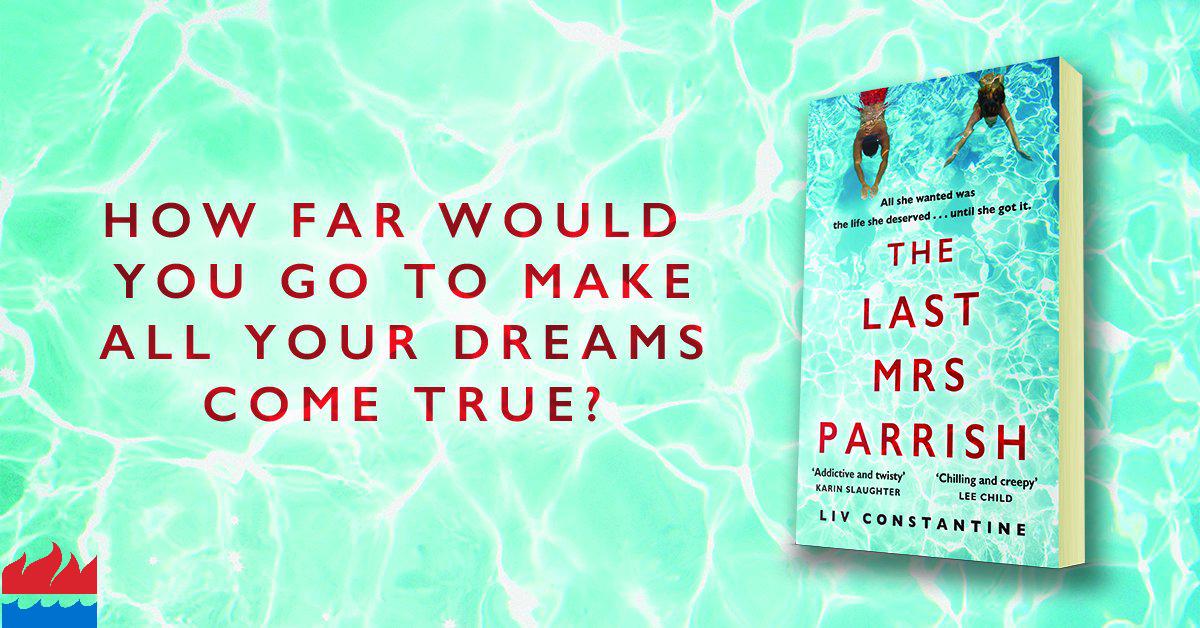 HOW FAR WOULD
YOU GO TO MAKE
ALL YOUR DREAMS
COME TRUE?
All she wanted was
the life she deserved . . . until she got it.
THE
LAST
MRS
PARRISH
'Addictive and twisty'
KARIN SLAUGHTER
'Chilling and creepy'
LEE CHILD
LIV CONSTANTINE